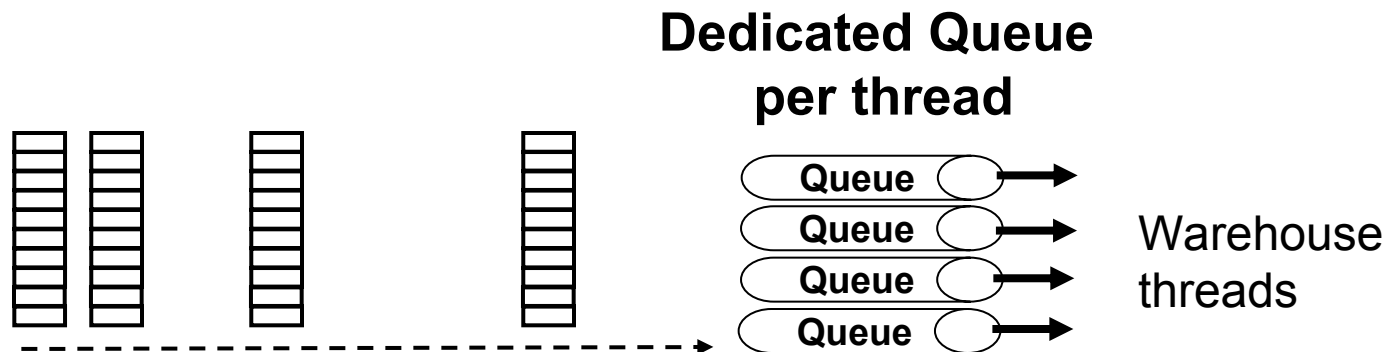 Dedicated Queue
per thread
Queue
Queue
Queue
Queue
Warehouse
threads